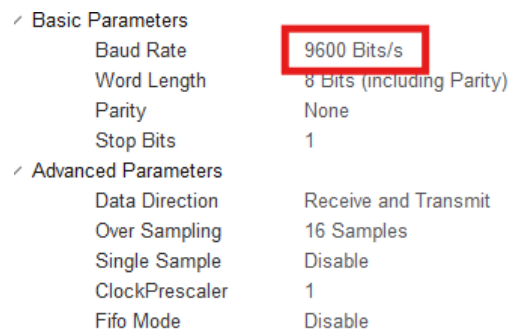 Basic Parameters
Baud Rate 9600 Bits/s
Word Length 8 Bits (including Parity)
Parity None
Stop Bits 1
Advanced Parameters
Data Direction Receive and Transmit
Over Sampling 16 Samples
Single Sample Disable
ClockPrescaler 1
Fifo Mode Disable